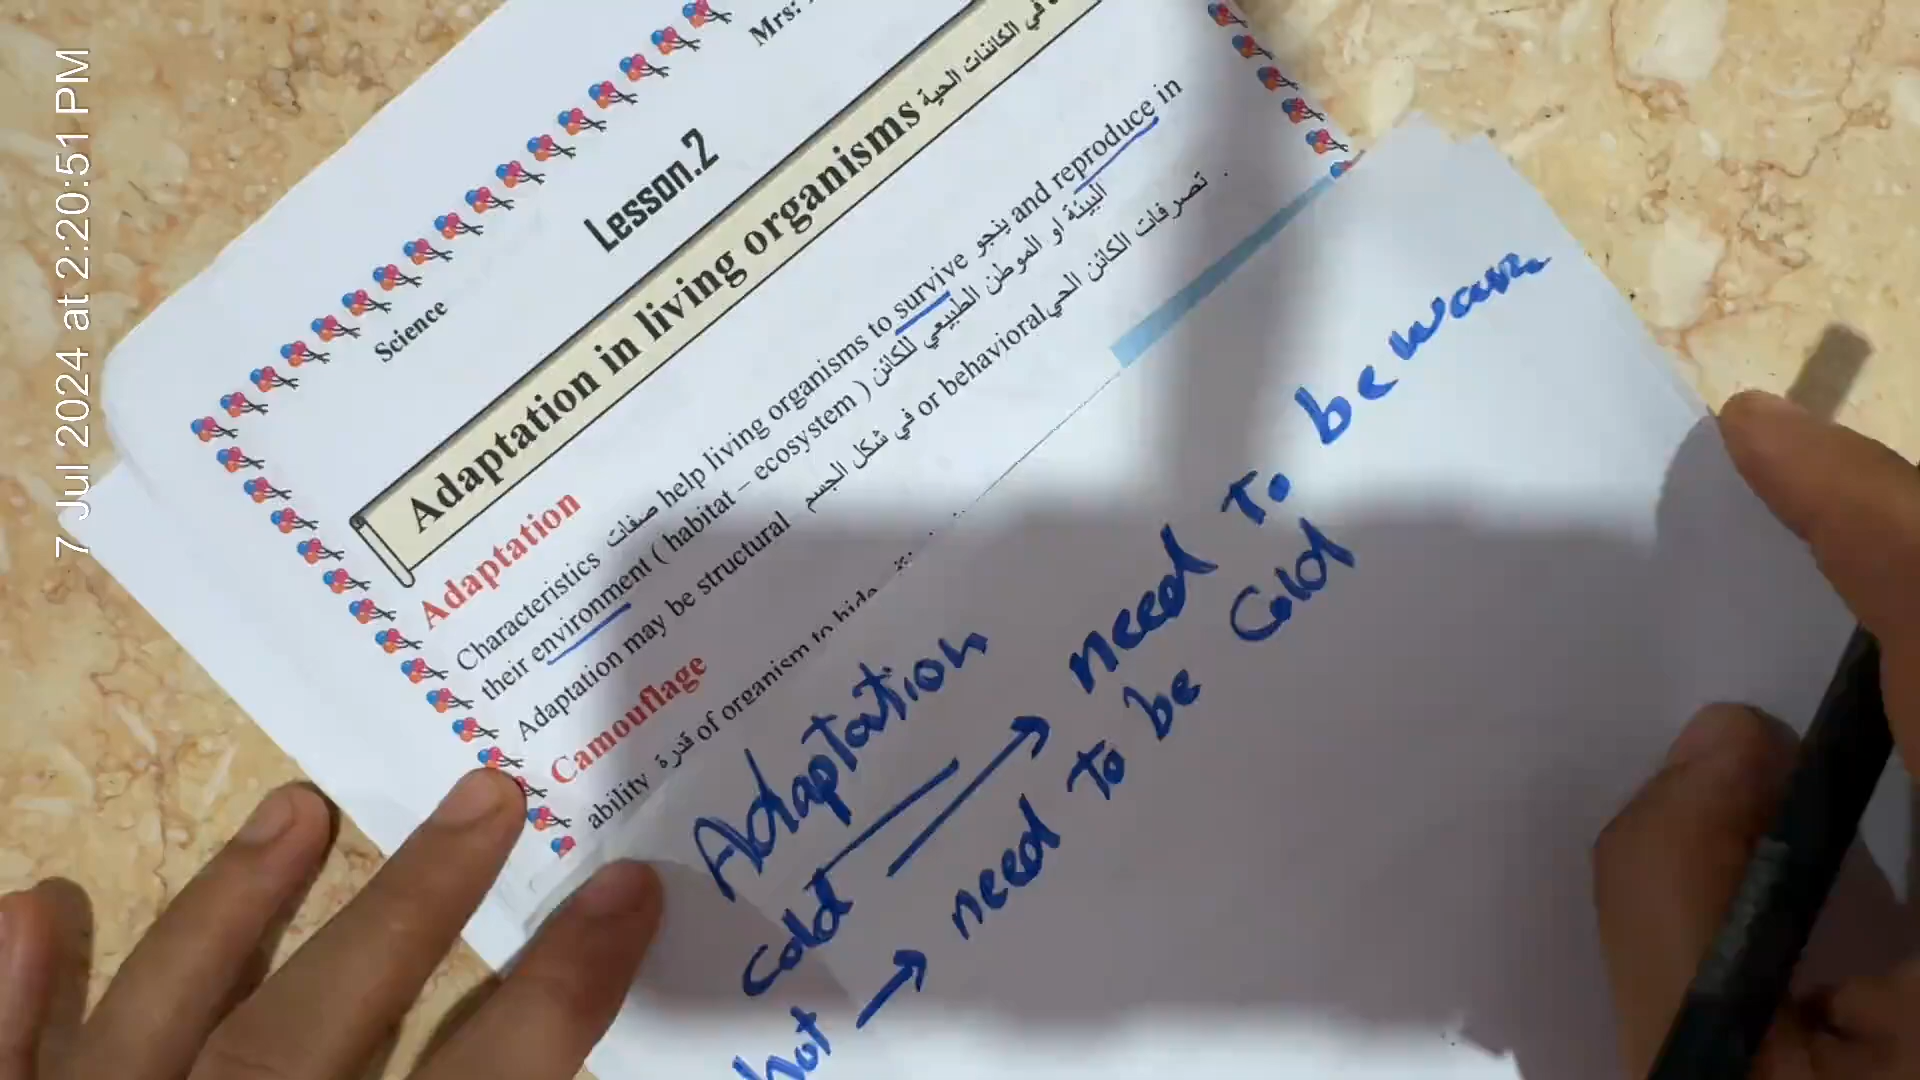 7 Jul 2024 at 2:20:51 PM
Mrs:
Science
Lesson.2
Adaptation in living organisms في الكائنات الحية
Adaptation
Characteristics صفات help living organisms to survive ينجو and reproduce in
their environment ( habitat – ecosystem ) البيئة او الموطن الطبيعي للكائن
Adaptation may be structural في شكل الجسم or behavioral تصرفات الكائن الحي .
Camouflage
ability قدرة of organism to hide
Adaptation
cold → need to be warm
hot → need to be cold